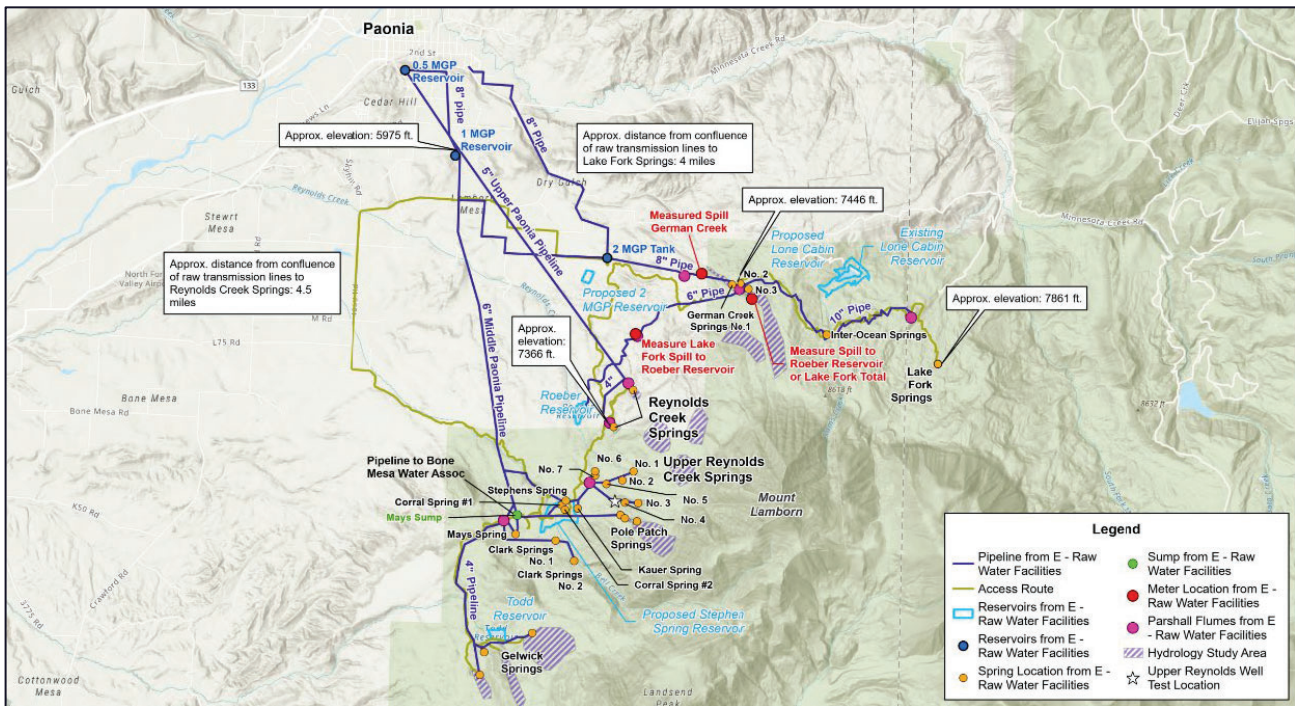 Paonia
2nd St
0.5 MGP
Reservoir
133
Gulch
Cedar Hill
8" pipe
Approx. elevation: 5975 ft.
1 MGP
Reservoir
8" Pipe
Approx. distance from confluence
of raw transmission lines to
Lake Fork Springs: 4 miles
Minnesota Creek Rd
Dry Gulch
Reynolds Creek
5" Upper Paonia Pipeline
Mesa
Stewrt
Mesa
Approx. elevation: 7446 ft.
Measured Spill
German Creek
Proposed
Lone Cabin
Reservoir
Existing
Lone Cabin
Reservoir
Minnesota Creek Rd
2 MGP Tank
8" Pipe
No. 2
No.3
Approx. distance from confluence
of raw transmission lines to
Reynolds Creek Springs: 4.5
miles
North Fork
Valley Airport
Proposed 2
MGP Reservoir
6" Pipe
German Creek
Springs No.1
10" Pipe
Inter-Ocean Springs
Approx. elevation: 7861 ft.
M Rd
L75 Rd
Approx.
elevation:
7366 ft.
Measure Lake
Fork Spill to
Roeber Reservoir
Measure Spill to
Roeber Reservoir
or Lake Fork Total
Lake
Fork
Springs
6" Middle Paonia Pipeline
4"
Bone Mesa Rd
Bone Mesa
Roeber
Reservoir
Reynolds
Creek
Springs
Pipeline to Bone
Mesa Water Assoc
No. 6
No. 7
No. 1
Upper Reynolds
Creek Springs
No. 2
Stephens Spring
Corral Spring #1
No. 5
No. 3
No. 4
Mount
Lamborn
K50 Rd
Mays Sump
Mays Spring
Pole Patch
Springs
Clark Springs
No. 1
Clark Springs
No. 2
Kauer Spring
Corral Spring #2
Bell Creek
4" Pipeline
Crawford Rd
3775 Rd
Todd
Reservoir
Proposed Stephen
Spring Reservoir
Gelwick
Springs
Cottonwood
Mesa
Landsend
Peak
Legend
Pipeline from E - Raw
Water Facilities
Access Route
Reservoirs from E -
Raw Water Facilities
Reservoirs from E -
Raw Water Facilities
Spring Location from E -
Raw Water Facilities
Sump from E - Raw
Water Facilities
Meter Location from E -
Raw Water Facilities
Parshall Flumes from E
- Raw Water Facilities
Hydrology Study Area
Upper Reynolds Well
Test Location